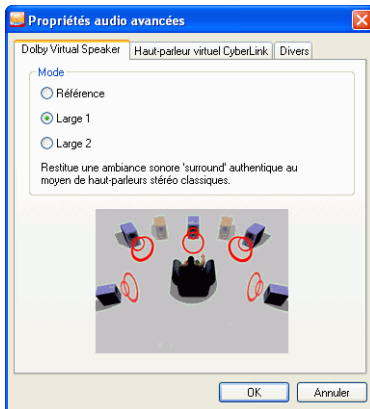 Propriétés audio avancées
Dolby Virtual Speaker
Haut-parleur virtuel CyberLink
Divers
Mode
Référence
Large 1
Large 2
Restitue une ambiance sonore 'surround' authentique au
moyen de haut-parleurs stéréo classiques.
OK
Annuler